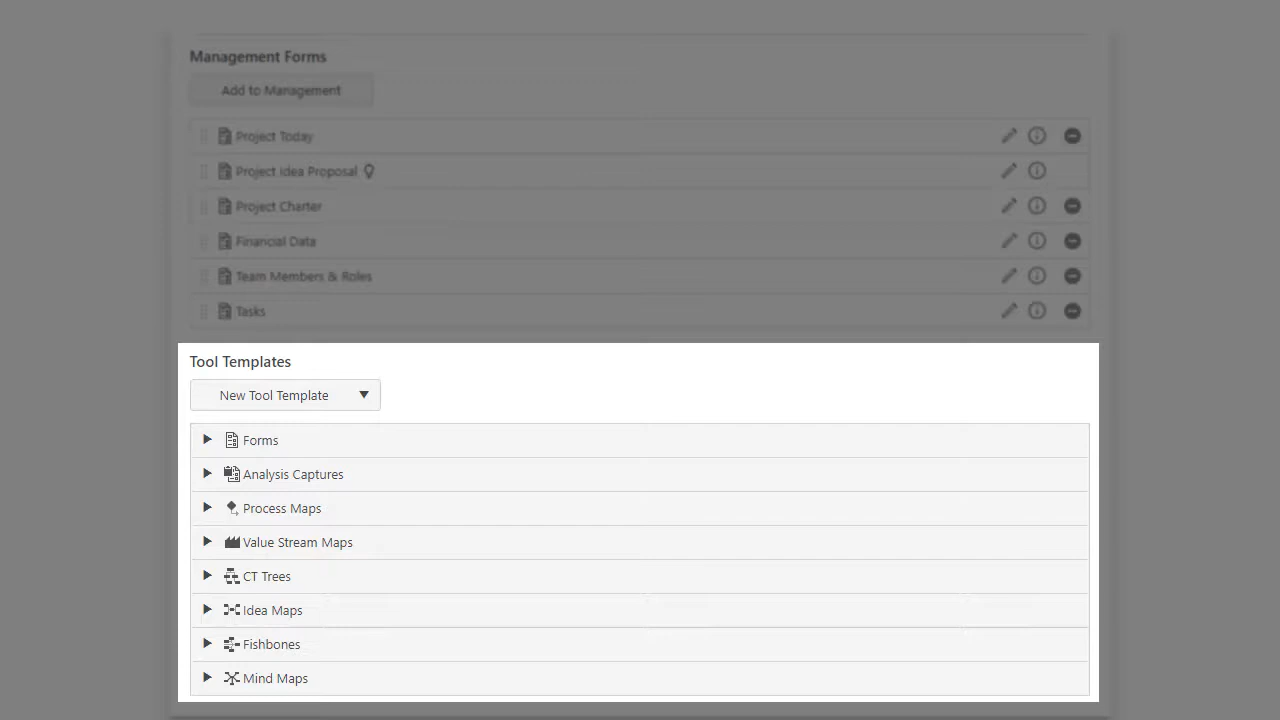 Management Forms
Add to Management
Project Today
Project Idea Proposal
Project Charter
Financial Data
Team Members & Roles
Tasks
Tool Templates
New Tool Template
Forms
Analysis Captures
Process Maps
Value Stream Maps
CT Trees
Idea Maps
Fishbones
Mind Maps